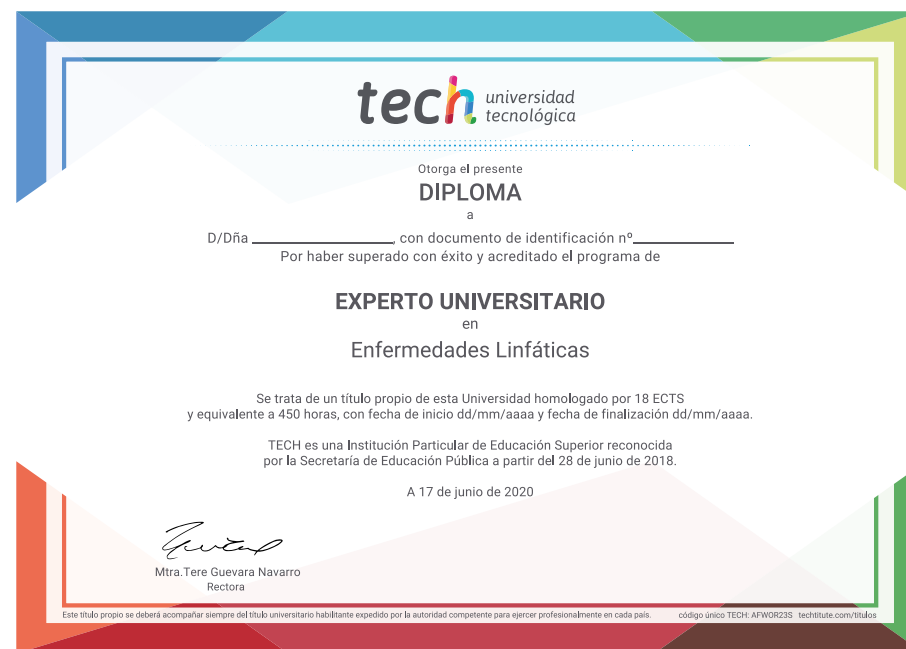 tech universidad
tecnológica
Otorga el presente
DIPLOMA
a
D/Dña ____________________, con documento de identificación nº______________
Por haber superado con éxito y acreditado el programa de
EXPERTO UNIVERSITARIO
en
Enfermedades Linfáticas
Se trata de un título propio de esta Universidad homologado por 18 ECTS
y equivalente a 450 horas, con fecha de inicio dd/mm/aaaa y fecha de finalización dd/mm/aaaa.
TECH es una Institución Particular de Educación Superior reconocida
por la Secretaría de Educación Pública a partir del 28 de junio de 2018.
A 17 de junio de 2020
Mtra.Tere Guevara Navarro
Rectora
Este título propio se deberá acompañar siempre del título universitario habilitante expedido por la autoridad competente para ejercer profesionalmente en cada país. código único TECH: AFWOR23S techtitute.com/titulos